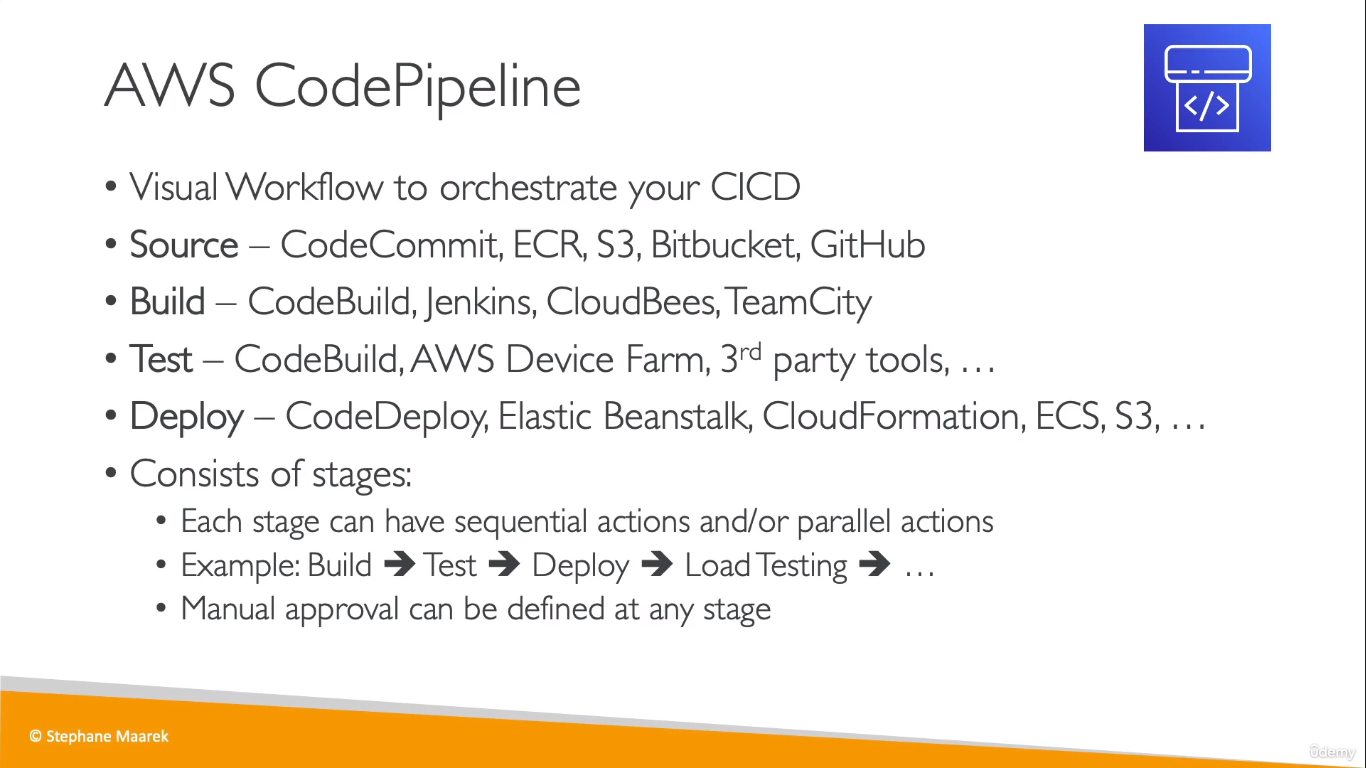 AWS CodePipeline
</>
• Visual Workflow to orchestrate your CICD
• Source – CodeCommit, ECR, S3, Bitbucket, GitHub
• Build – CodeBuild, Jenkins, CloudBees, TeamCity
• Test – CodeBuild, AWS Device Farm, 3rd party tools, …
• Deploy – CodeDeploy, Elastic Beanstalk, CloudFormation, ECS, S3, …
• Consists of stages:
• Each stage can have sequential actions and/or parallel actions
• Example: Build ➔ Test ➔ Deploy ➔ Load Testing ➔ …
• Manual approval can be defined at any stage
© Stephane Maarek
ûdemy